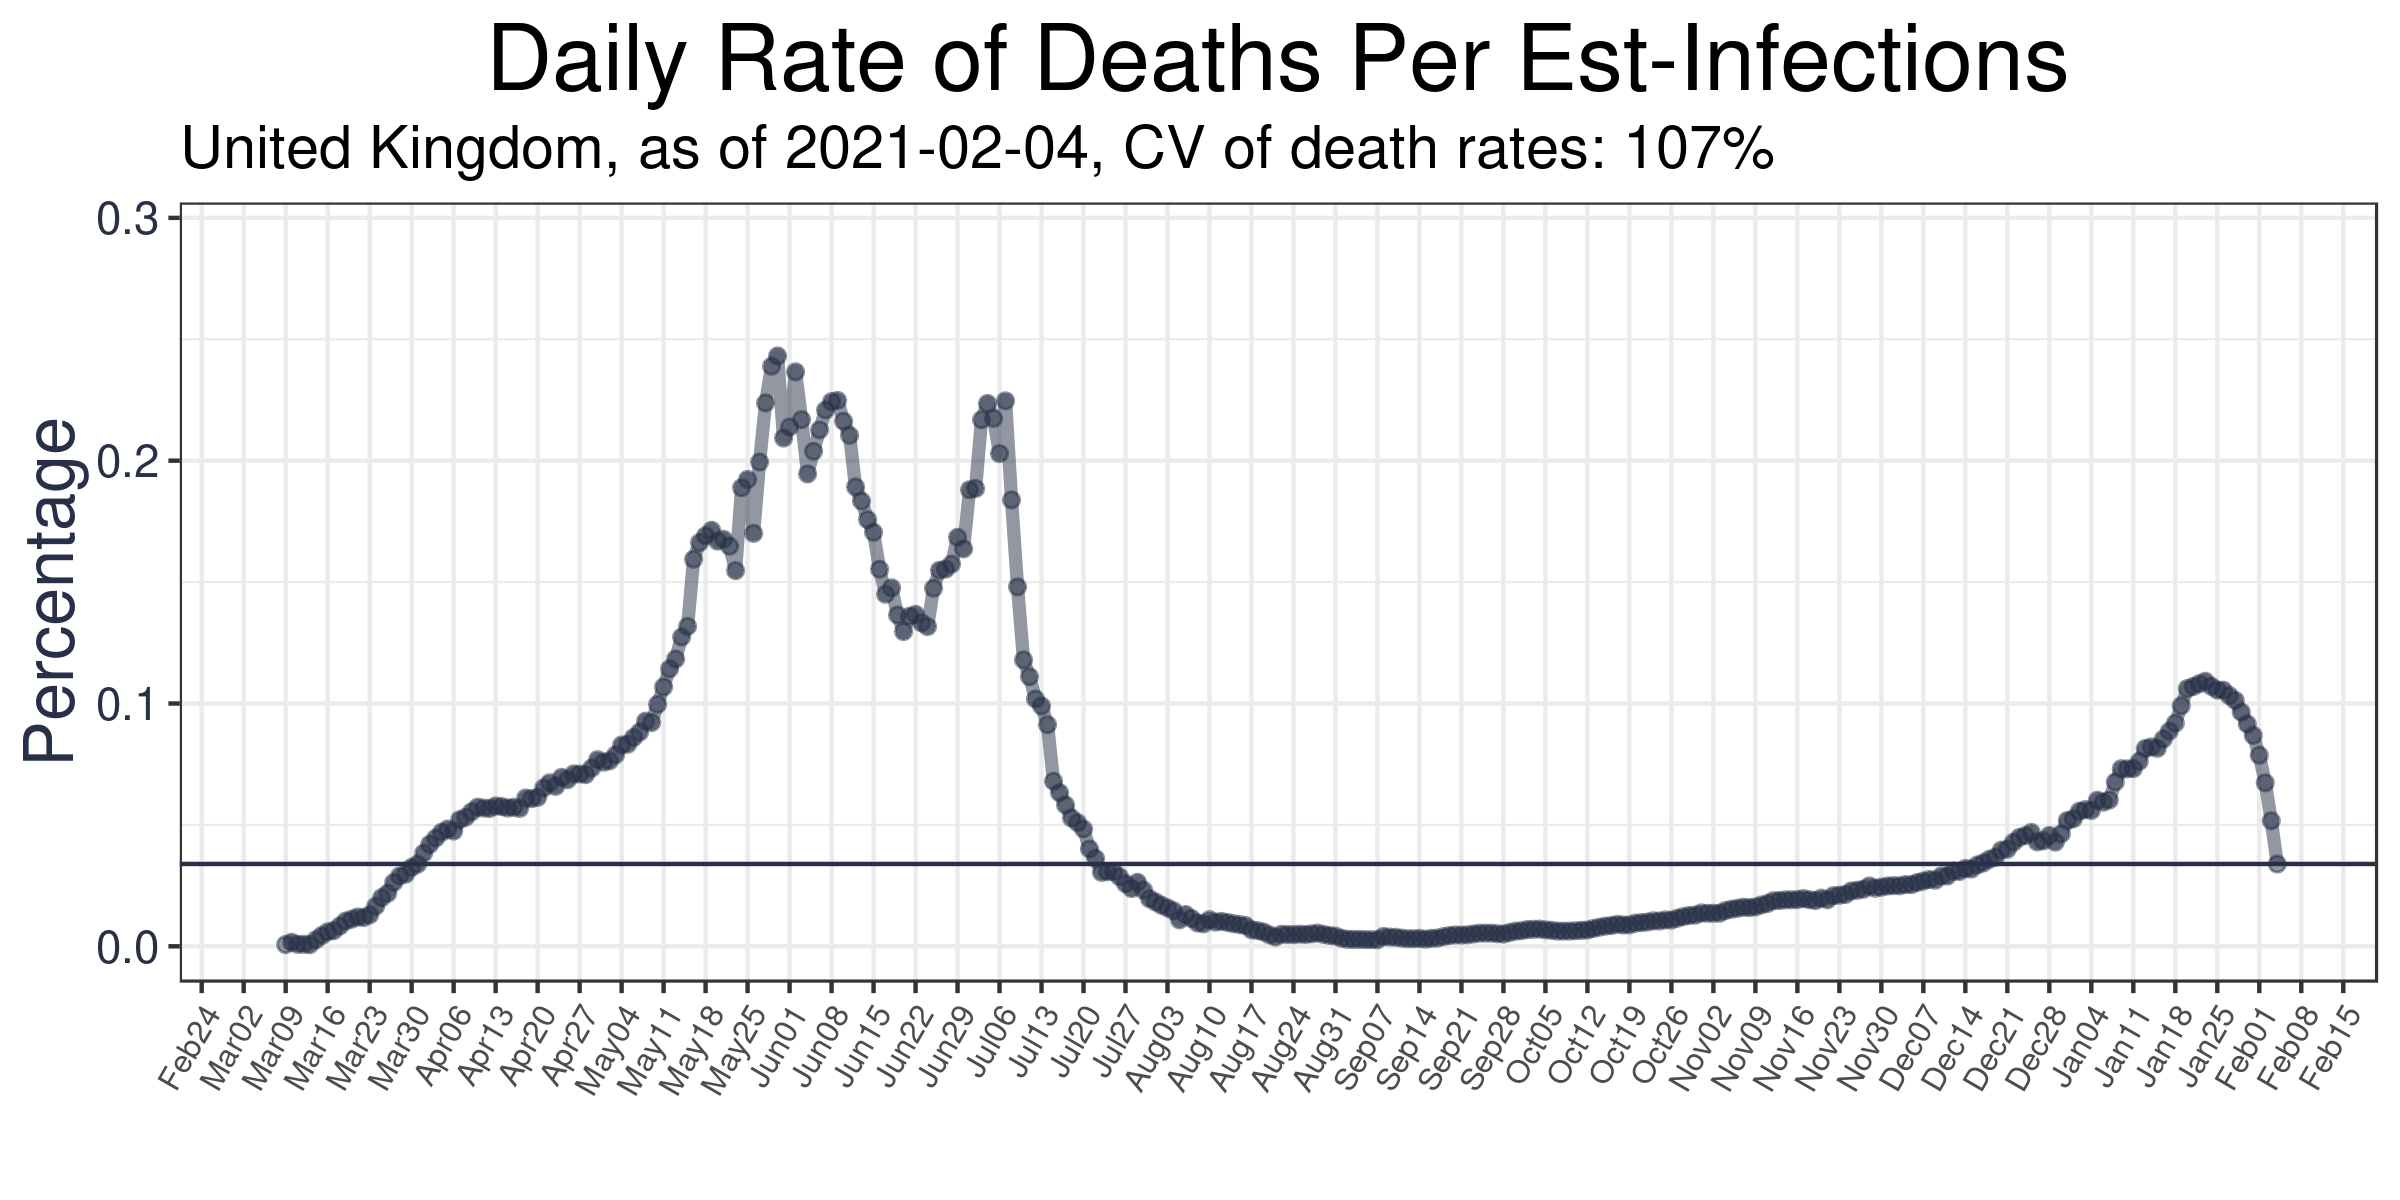 Daily Rate of Deaths Per Est-Infections
United Kingdom, as of 2021-02-04, CV of death rates: 107%
Percentage
0.3
0.2
0.1
0.0
Feb24 Mar02 Mar09 Mar16 Mar23 Mar30 Apr06 Apr13 Apr20 Apr27 May04 May11 May18 May25 Jun01 Jun08 Jun15 Jun22 Jun29 Jul06 Jul13 Jul20 Jul27 Aug03 Aug10 Aug17 Aug24 Aug31 Sep07 Sep14 Sep21 Sep28 Oct05 Oct12 Oct19 Oct26 Nov02 Nov09 Nov16 Nov23 Nov30 Dec07 Dec14 Dec21 Dec28 Jan04 Jan11 Jan18 Jan25 Feb01 Feb08 Feb15